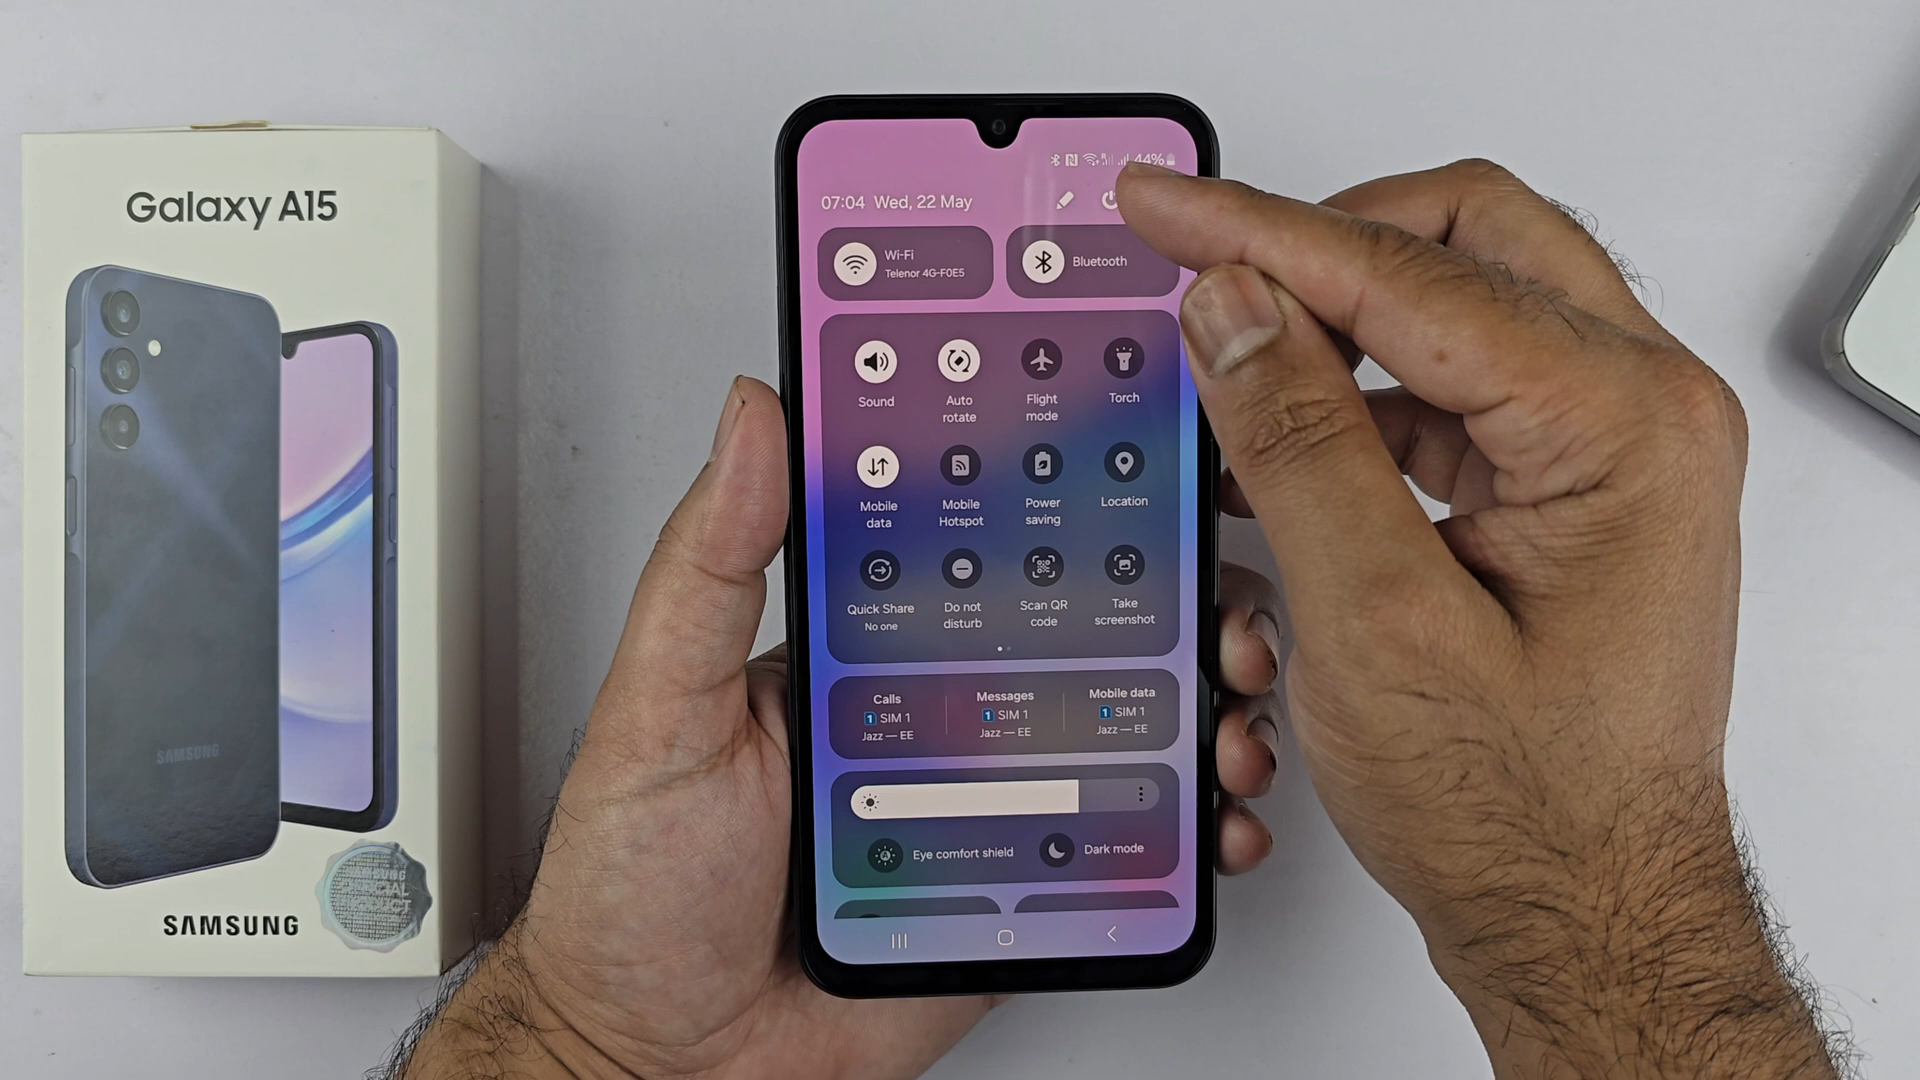 Galaxy A15
SAMSUNG
SAMSUNG
44%
07:04 Wed, 22 May
Wi-Fi
Telenor 4G-F0E5
Bluetooth
Sound
Auto
rotate
Flight
mode
Torch
Mobile
data
Mobile
Hotspot
Power
saving
Location
Quick Share
No one
Do not
disturb
Scan QR
code
Take
screenshot
Calls
1 SIM 1
Jazz — EE
Messages
1 SIM 1
Jazz — EE
Mobile data
1 SIM 1
Jazz — EE
Eye comfort shield
Dark mode